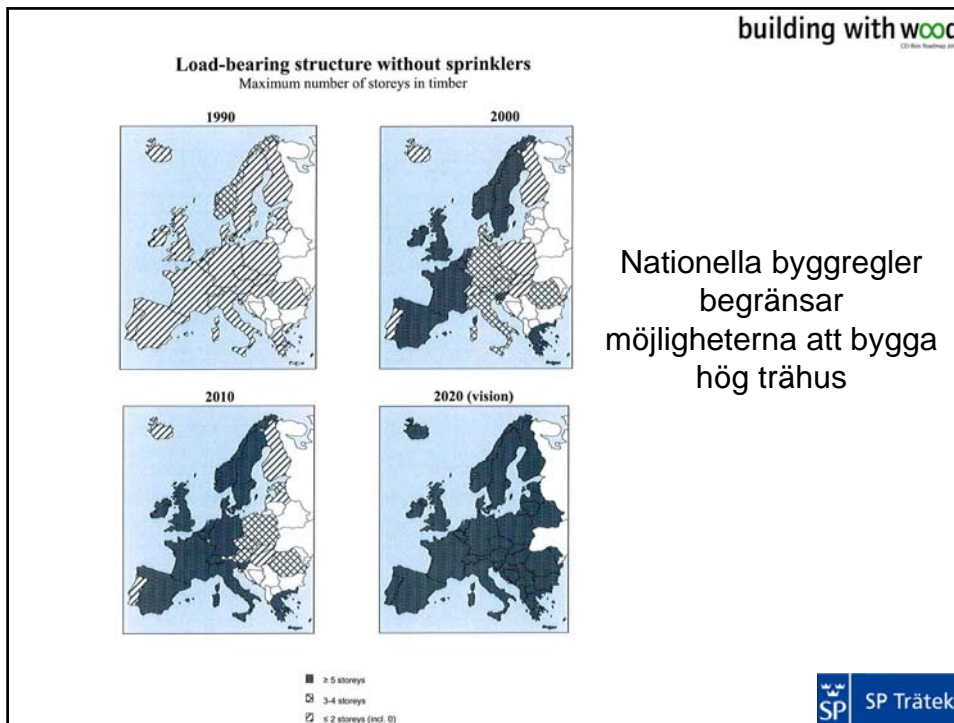 building with wood
Load-bearing structure without sprinklers
Maximum number of storeys in timber
1990
2000
Nationella byggregler
begränsar
möjligheterna att bygga
hög trähus
2010
2020 (vision)
≥ 5 storeys
3-4 storeys
≤ 2 storeys (incl. 0)
SP
SP Trätek